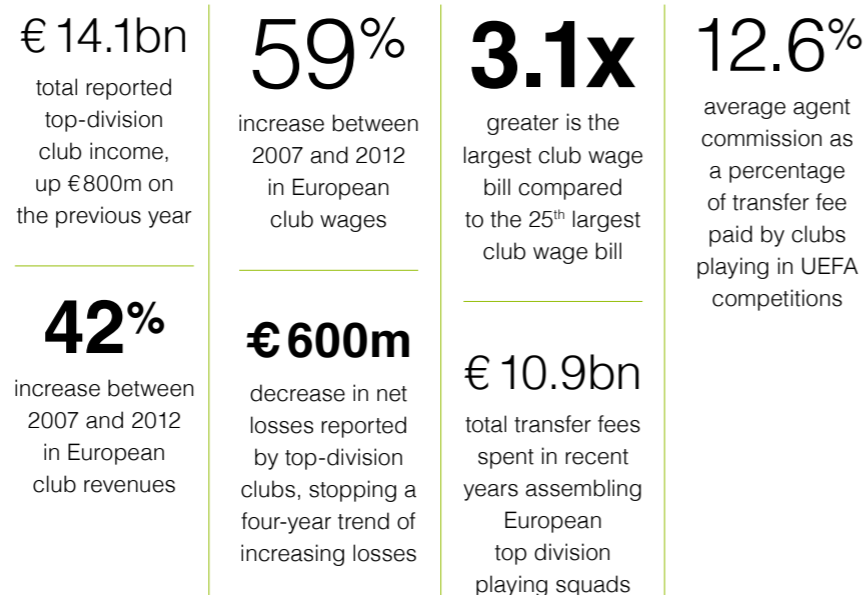 € 14.1bn
total reported
top-division
club income,
up €800m on
the previous year
42%
increase between
2007 and 2012
in European
club revenues
59%
increase between
2007 and 2012
in European
club wages
€ 600m
decrease in net
losses reported
by top-division
clubs, stopping a
four-year trend of
increasing losses
3.1x
greater is the
largest club wage
bill compared
to the 25th largest
club wage bill
€ 10.9bn
total transfer fees
spent in recent
years assembling
European
top division
playing squads
12.6%
average agent
commission as
a percentage
of transfer fee
paid by clubs
playing in UEFA
competitions